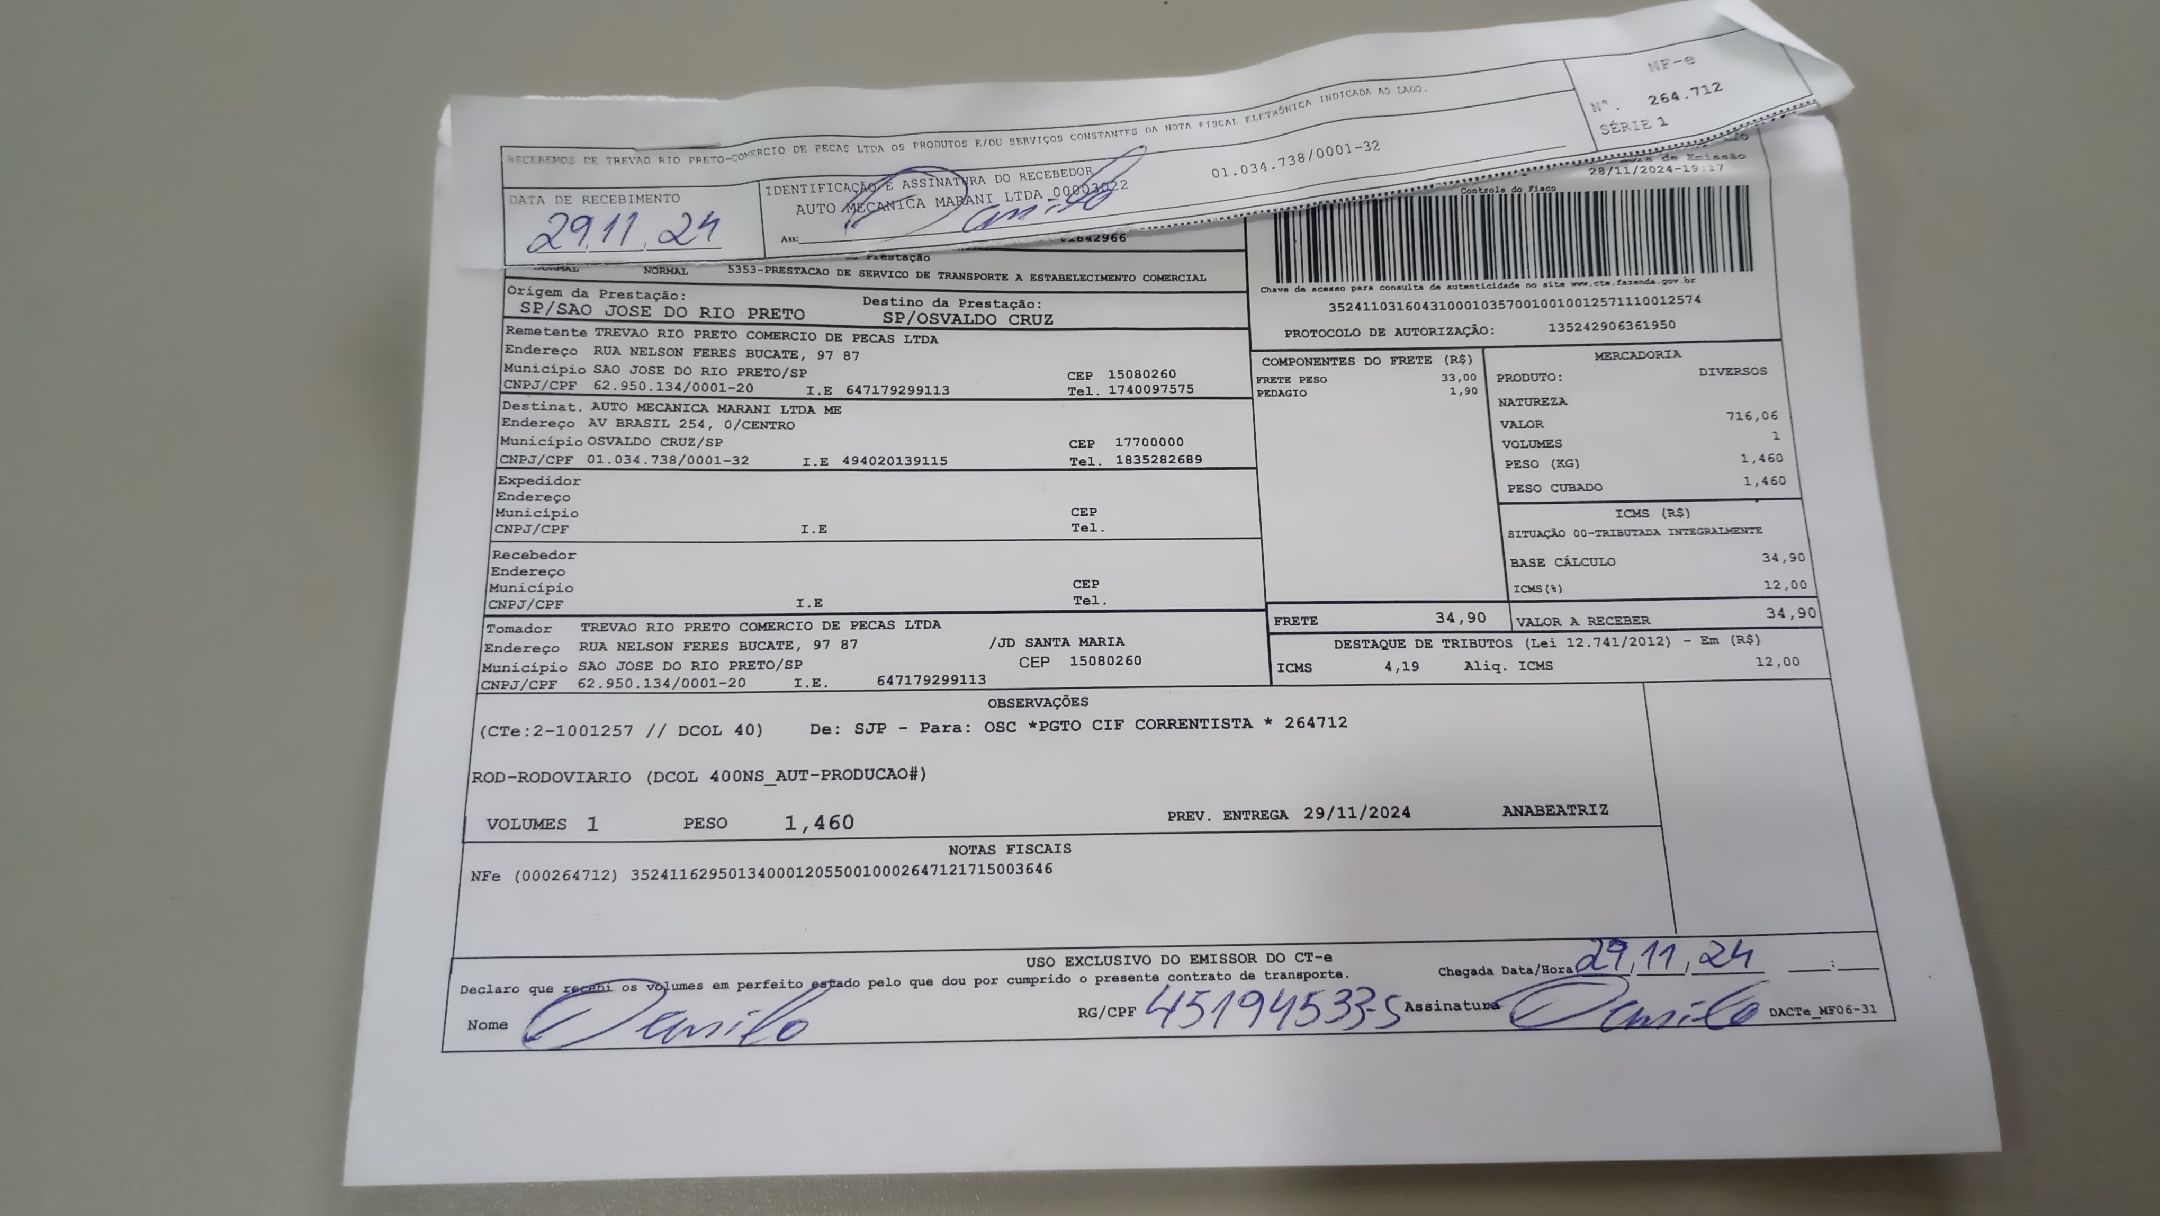 RECEBEMOS DE TREVAO RIO PRETO-COMERCIO DE PECAS LTDA OS PRODUTOS E/OU SERVIÇOS CONSTANTES DA NOTA FISCAL ELETRÔNICA INDICADA AO LADO.
NF-e
Nº. 264.712
SÉRIE 1
DATA DE RECEBIMENTO
29,11,24
IDENTIFICAÇÃO E ASSINATURA DO RECEBEDOR
AUTO MECANICA MARANI LTDA 00003022 01.034.738/0001-32
Ass: Danilo
de Emissão
28/11/2024-19:17
Controle do Fisco
Prestação
NORMAL NORMAL 5353-PRESTACAO DE SERVICO DE TRANSPORTE A ESTABELECIMENTO COMERCIAL
Chave de acesso para consulta de autenticidade no site www.cte.fazenda.gov.br
35241103160431000103570010010012571110012574
PROTOCOLO DE AUTORIZAÇÃO: 135242906361950
Origem da Prestação: Destino da Prestação:
SP/SAO JOSE DO RIO PRETO SP/OSVALDO CRUZ
Remetente TREVAO RIO PRETO COMERCIO DE PECAS LTDA
Endereço RUA NELSON FERES BUCATE, 97 87
Município SAO JOSE DO RIO PRETO/SP CEP 15080260
CNPJ/CPF 62.950.134/0001-20 I.E 647179299113 Tel. 1740097575
Destinat. AUTO MECANICA MARANI LTDA ME
Endereço AV BRASIL 254, 0/CENTRO
Município OSVALDO CRUZ/SP CEP 17700000
CNPJ/CPF 01.034.738/0001-32 I.E 494020139115 Tel. 1835282689
Expedidor
Endereço
Município CEP
CNPJ/CPF I.E Tel.
Recebedor
Endereço
Município CEP
CNPJ/CPF I.E Tel.
Tomador TREVAO RIO PRETO COMERCIO DE PECAS LTDA
Endereço RUA NELSON FERES BUCATE, 97 87 /JD SANTA MARIA
Município SAO JOSE DO RIO PRETO/SP CEP 15080260
CNPJ/CPF 62.950.134/0001-20 I.E. 647179299113
COMPONENTES DO FRETE (R$)
FRETE PESO 33,00
PEDAGIO 1,90
MERCADORIA
PRODUTO: DIVERSOS
NATUREZA
VALOR 716,06
VOLUMES 1
PESO (KG) 1,460
PESO CUBADO 1,460
ICMS (R$)
SITUAÇÃO 00-TRIBUTADA INTEGRALMENTE
BASE CÁLCULO 34,90
ICMS(%) 12,00
FRETE 34,90 VALOR A RECEBER 34,90
DESTAQUE DE TRIBUTOS (Lei 12.741/2012) - Em (R$)
ICMS 4,19 Aliq. ICMS 12,00
OBSERVAÇÕES
(CTe:2-1001257 // DCOL 40) De: SJP - Para: OSC *PGTO CIF CORRENTISTA * 264712
ROD-RODOVIARIO (DCOL 400NS_AUT-PRODUCAO#)
VOLUMES 1 PESO 1,460 PREV. ENTREGA 29/11/2024 ANABEATRIZ
NOTAS FISCAIS
NFe (000264712) 35241162950134000120550010002647121715003646
USO EXCLUSIVO DO EMISSOR DO CT-e
Declaro que recebi os volumes em perfeito estado pelo que dou por cumprido o presente contrato de transporte. Chegada Data/Hora 29,11,24 __:__
Nome Danilo RG/CPF 45194533-5 Assinatura Danilo DACTe_MF06-31